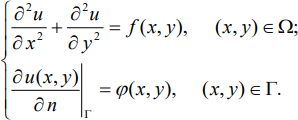 ∂²u/∂x² + ∂²u/∂y² = f(x, y), (x, y) ∈ Ω;
∂u(x, y)/∂n |_Γ = φ(x, y), (x, y) ∈ Γ.